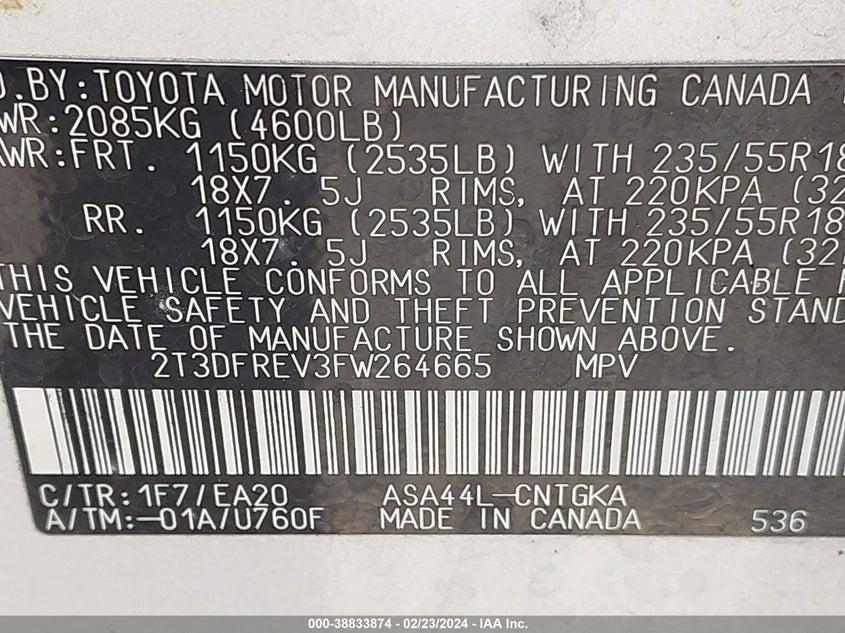 D.BY:TOYOTA MOTOR MANUFACTURING CANADA
WR:2085KG (4600LB)
AWR:FRT. 1150KG (2535LB) WITH 235/55R18
18X7. 5J RIMS, AT 220KPA (32
RR. 1150KG (2535LB) WITH 235/55R18
18X7. 5J RIMS, AT 220KPA (32
THIS VEHICLE CONFORMS TO ALL APPLICABLE F
VEHICLE SAFETY AND THEFT PREVENTION STAND
THE DATE OF MANUFACTURE SHOWN ABOVE.
2T3DFREV3FW264665 MPV
C/TR:1F7/EA20 ASA44L-CNTGKA
A/TM:-01A/U760F MADE IN CANADA 536
000-38833874 - 02/23/2024 - IAA Inc.